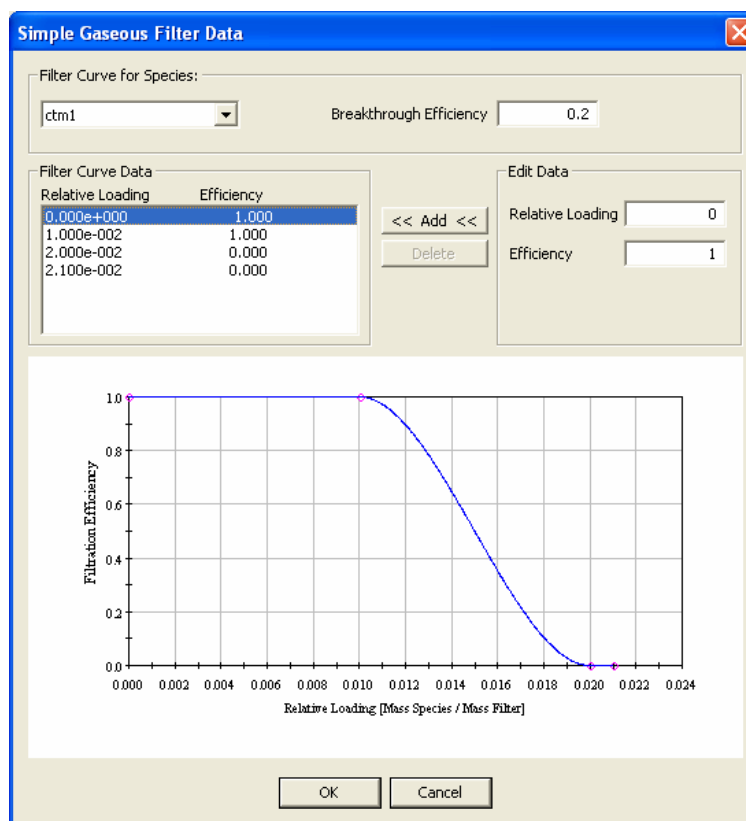 Simple Gaseous Filter Data
Filter Curve for Species:
ctm1
Breakthrough Efficiency 0.2
Filter Curve Data
Relative Loading Efficiency
0.000e+000 1.000
1.000e-002 1.000
2.000e-002 0.000
2.100e-002 0.000
<< Add <<
Delete
Edit Data
Relative Loading 0
Efficiency 1
Filtration Efficiency
1.0
0.8
0.6
0.4
0.2
0.0
0.000 0.002 0.004 0.006 0.008 0.010 0.012 0.014 0.016 0.018 0.020 0.022 0.024
Relative Loading [Mass Species / Mass Filter]
OK Cancel